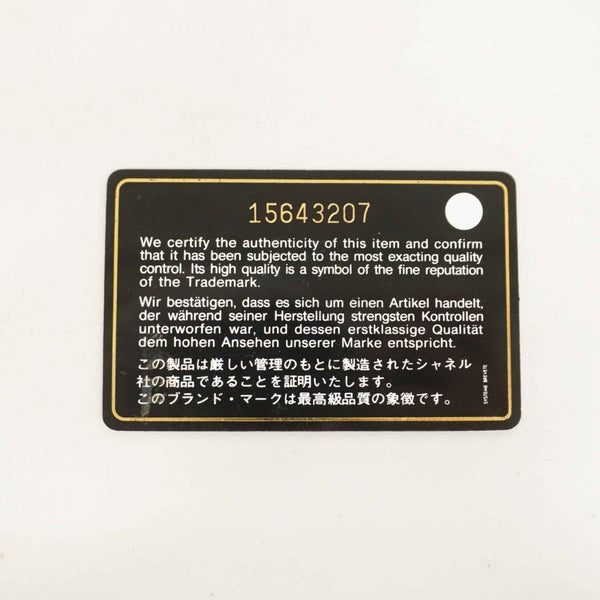 15643207
We certify the authenticity of this item and confirm
that it has been subjected to the most exacting quality
control. Its high quality is a symbol of the fine reputation
of the Trademark.
Wir bestätigen, dass es sich um einen Artikel handelt,
der während seiner Herstellung strengsten Kontrollen
unterworfen war, und dessen erstklassige Qualität
dem hohen Ansehen unserer Marke entspricht.
この製品は厳しい管理のもとに製造されたシャネル
社の商品であることを証明いたします。
このブランド・マークは最高級品質の象徴です。
SYSTEME BREVETE